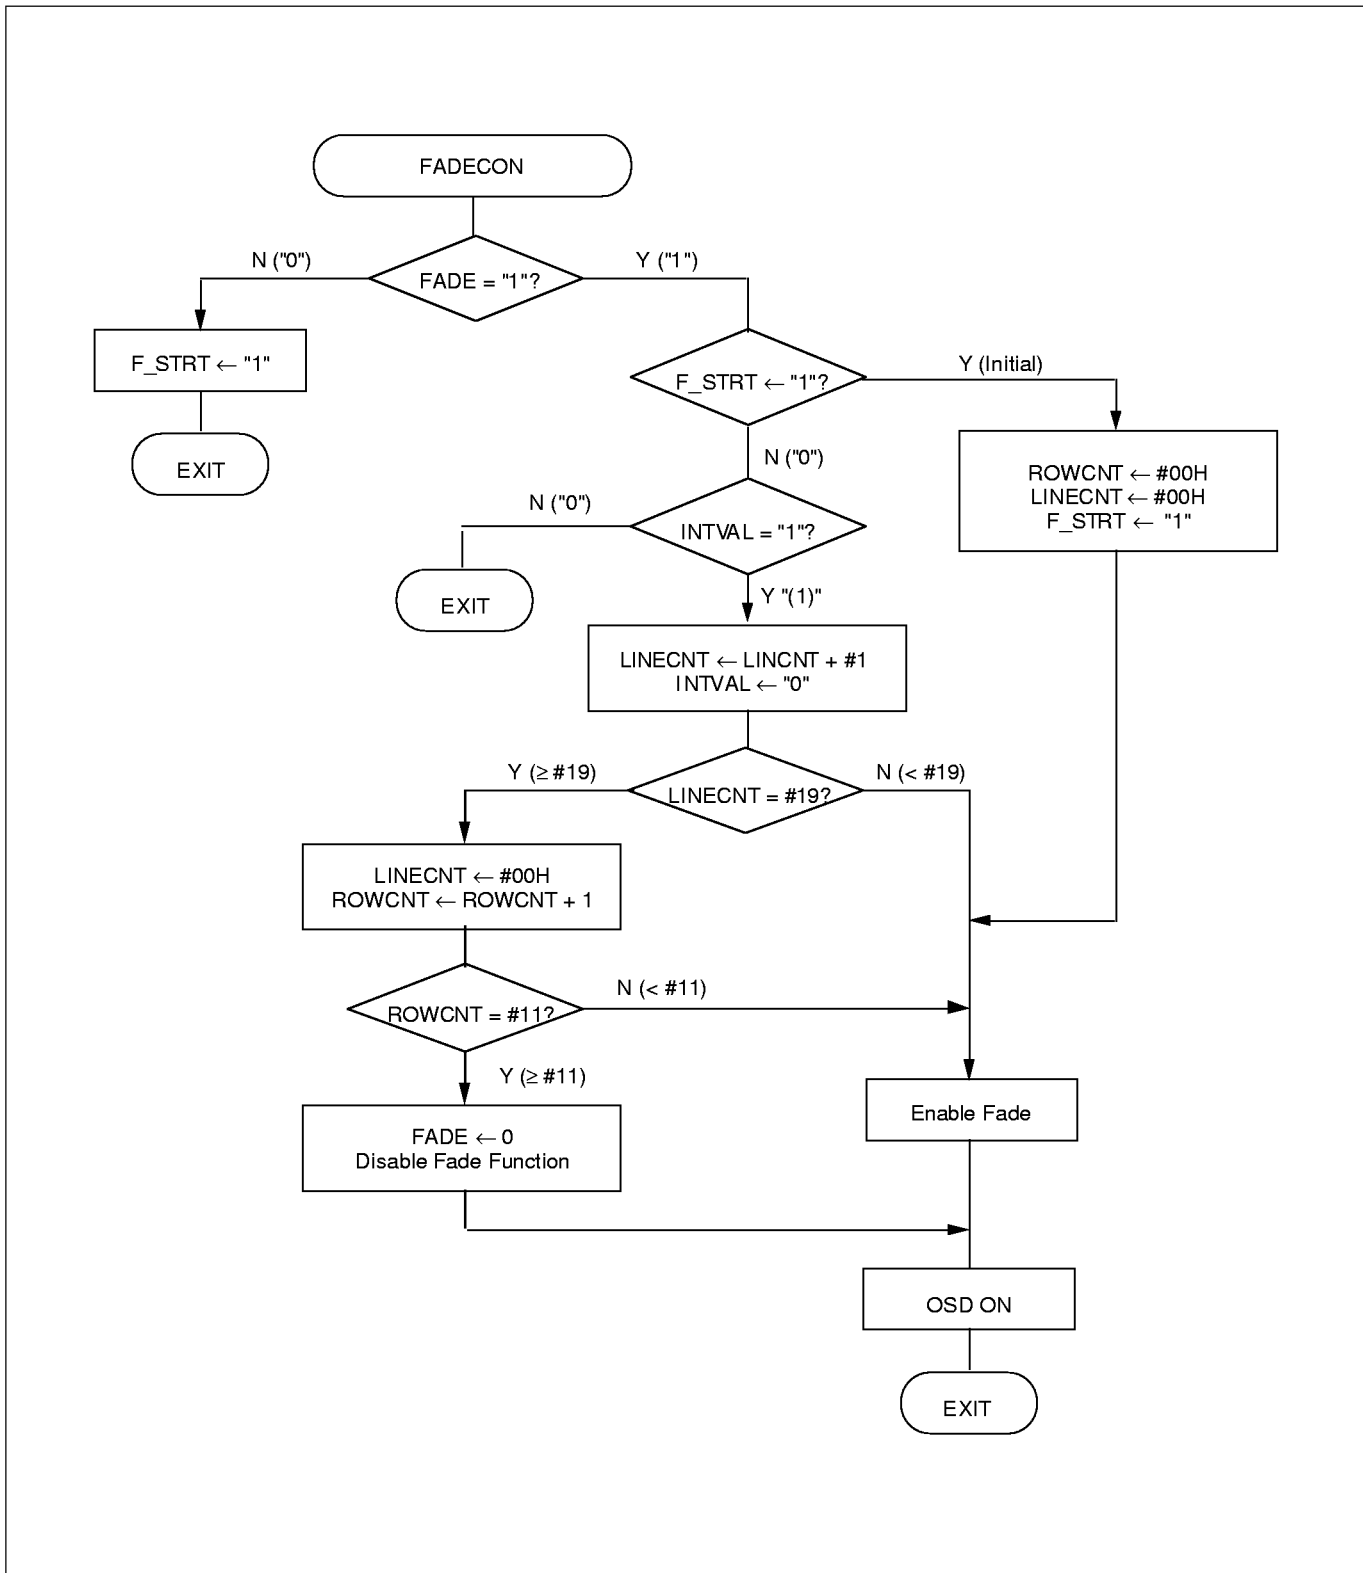 FADECON
N ("0")
Y ("1")
FADE = "1"?
F_STRT ← "1"
EXIT
F_STRT ← "1"?
Y (Initial)
ROWCNT ← #00H
LINECNT ← #00H
F_STRT ← "1"
N ("0")
N ("0")
INTVAL = "1"?
EXIT
Y "(1)"
LINECNT ← LINCNT + #1
INTVAL ← "0"
Y (≥ #19)
N (< #19)
LINECNT = #19?
LINECNT ← #00H
ROWCNT ← ROWCNT + 1
N (< #11)
ROWCNT = #11?
Y (≥ #11)
FADE ← 0
Disable Fade Function
Enable Fade
OSD ON
EXIT